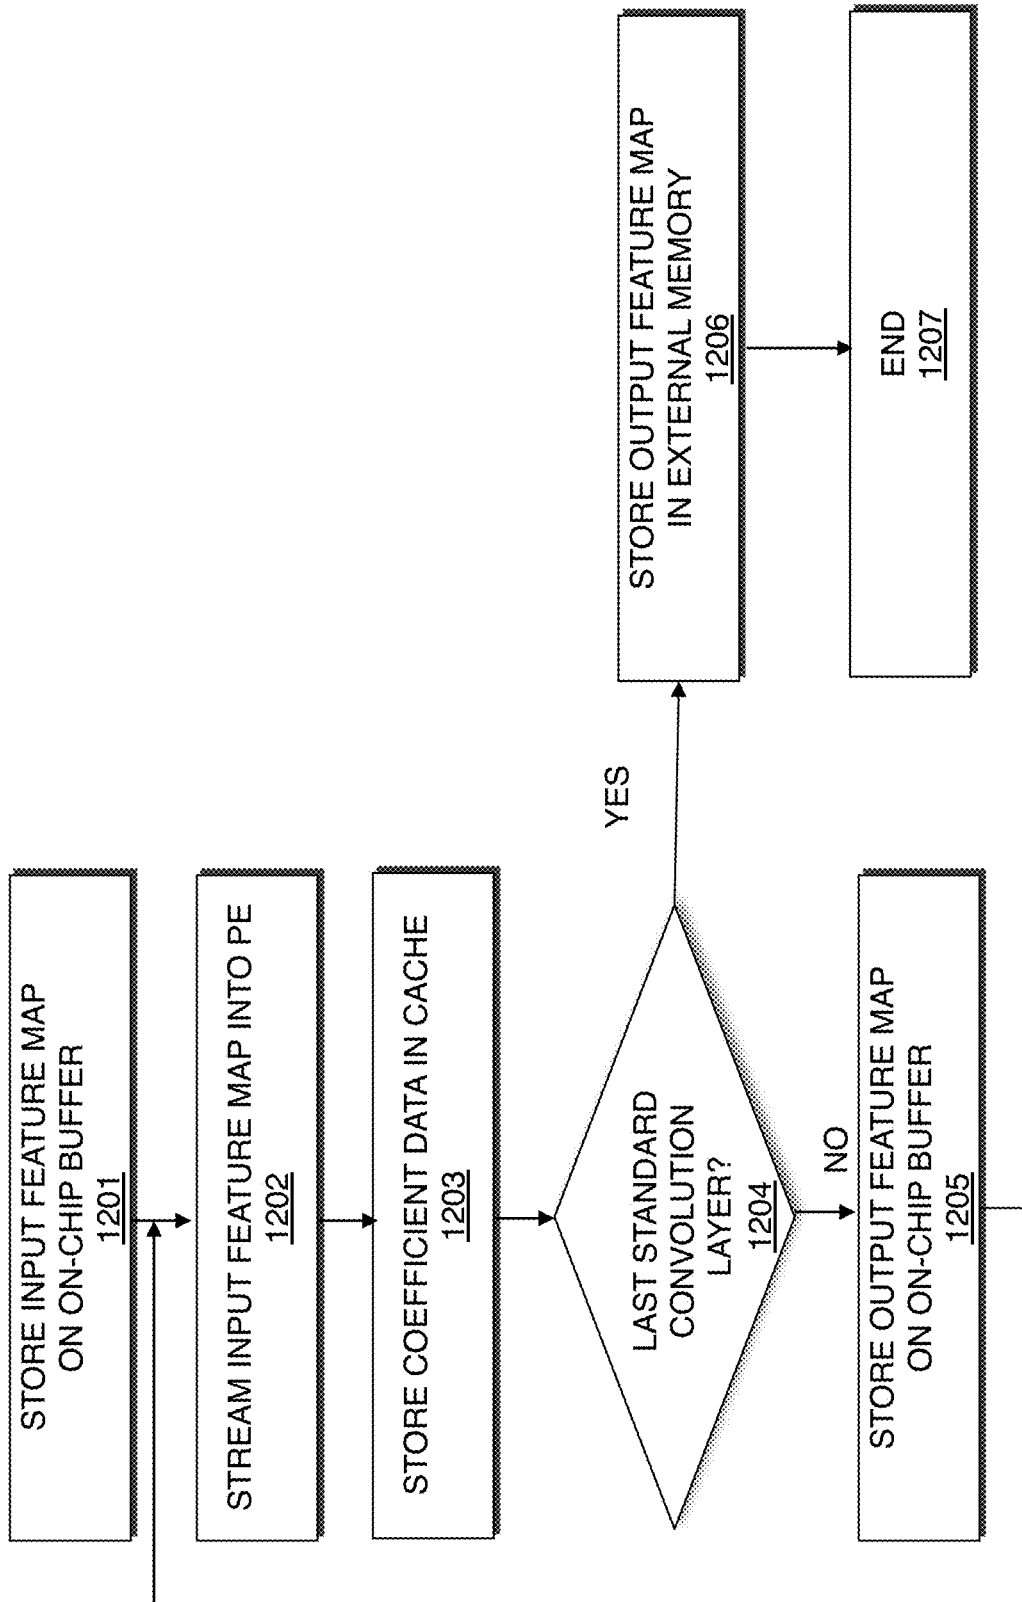 STORE INPUT FEATURE MAP
ON ON-CHIP BUFFER
1201
STREAM INPUT FEATURE MAP INTO PE
1202
STORE COEFFICIENT DATA IN CACHE
1203
LAST STANDARD
CONVOLUTION
LAYER?
1204
NO
STORE OUTPUT FEATURE MAP
ON ON-CHIP BUFFER
1205
YES
STORE OUTPUT FEATURE MAP
IN EXTERNAL MEMORY
1206
END
1207